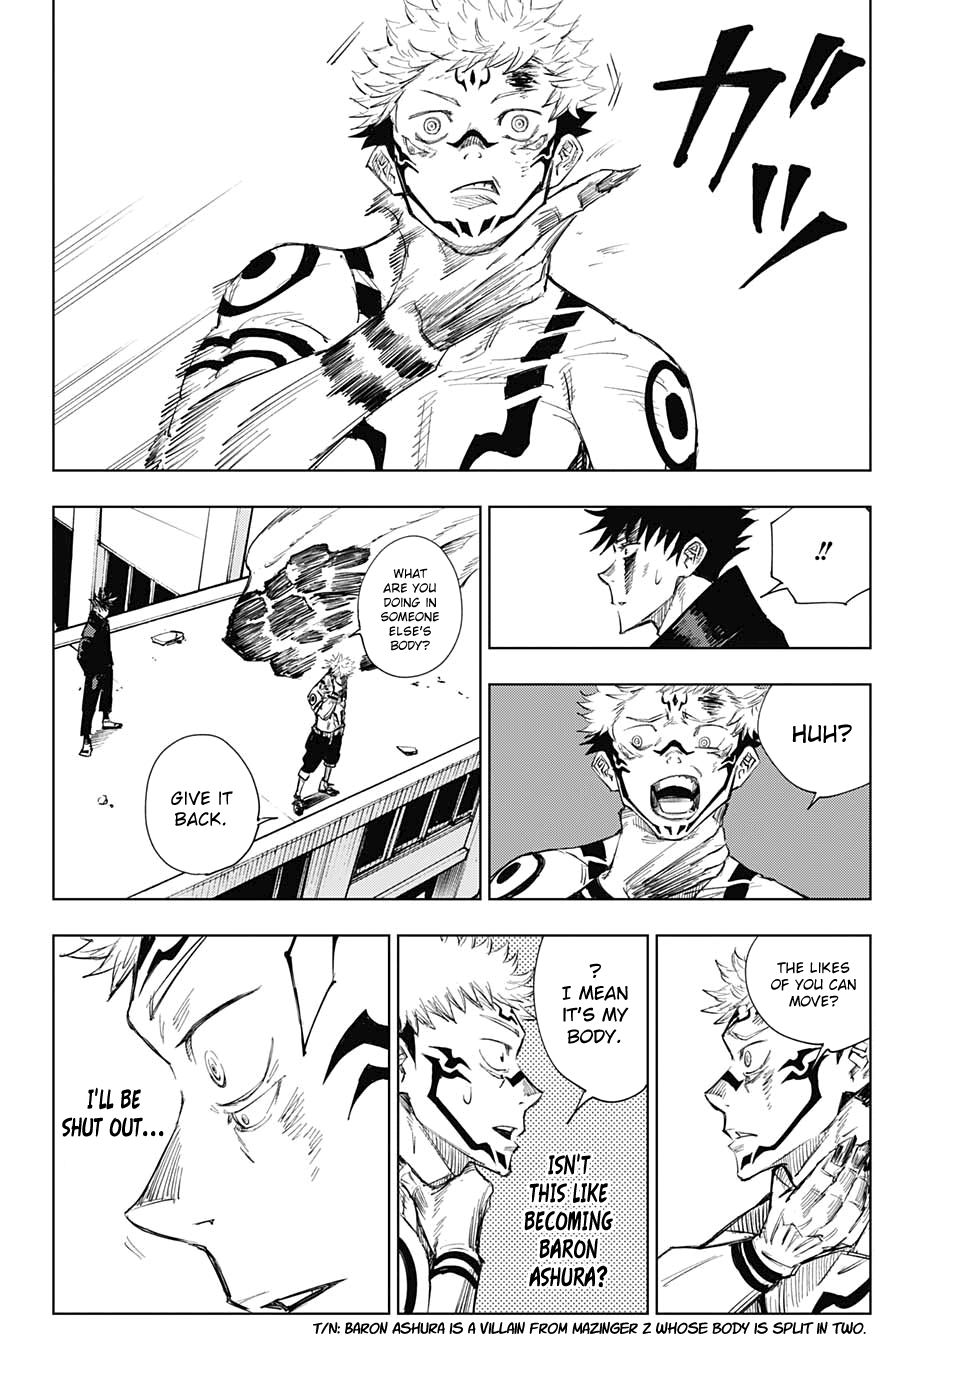 ガッ
!!
WHAT
ARE YOU
DOING IN
SOMEONE
ELSE'S
BODY?
GIVE IT
BACK.
HUH?
THE LIKES
OF YOU CAN
MOVE?
?
I MEAN
IT'S MY
BODY.
ISN'T
THIS LIKE
BECOMING
BARON
ASHURA?
I'LL BE
SHUT OUT...
T/N: BARON ASHURA IS A VILLAIN FROM MAZINGER Z WHOSE BODY IS SPLIT IN TWO.